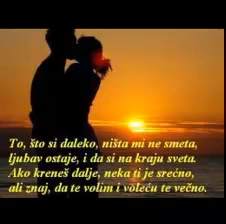 To, što si daleko, ništa mi ne smeta,
ljubav ostaje, i da si na kraju sveta.
Ako kreneš dalje, neka ti je srećno,
ali znaj, da te volim i voleću te večno.